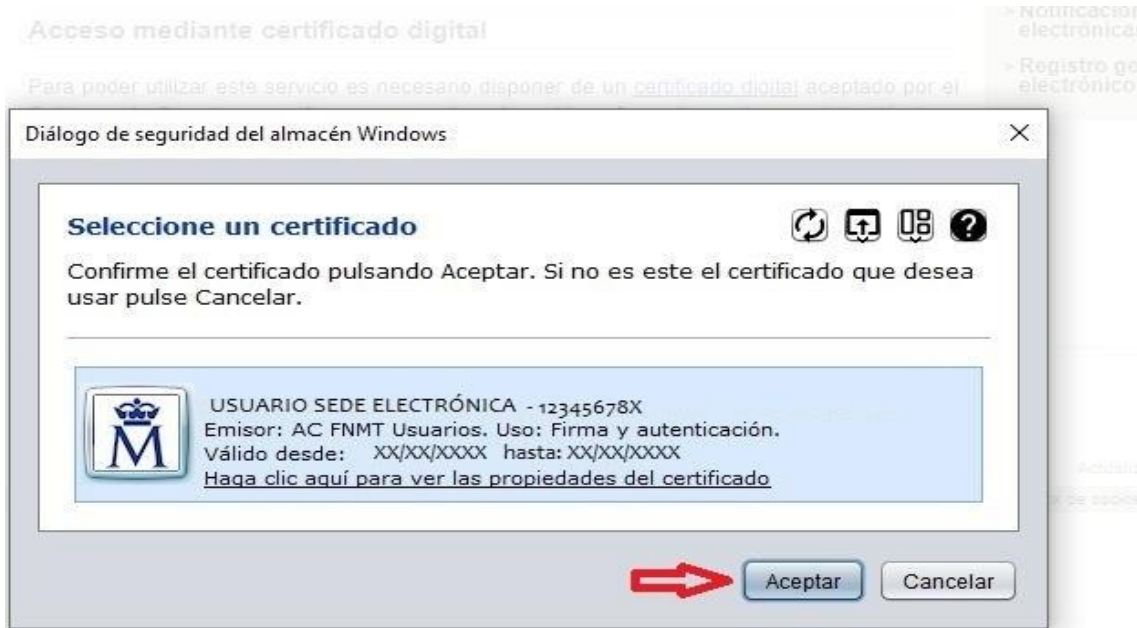 Acceso mediante certificado digital
Para poder utilizar este servicio es necesario disponer de un certificado digital aceptado por el
electrónica
» Registro
electrónico
Diálogo de seguridad del almacén Windows
Seleccione un certificado
Confirme el certificado pulsando Aceptar. Si no es este el certificado que desea
usar pulse Cancelar.
M
USUARIO SEDE ELECTRÓNICA - 12345678X
Emisor: AC FNMT Usuarios. Uso: Firma y autenticación.
Válido desde: XX/XX/XXXX hasta: XX/XX/XXXX
Haga clic aquí para ver las propiedades del certificado
Aceptar
Cancelar